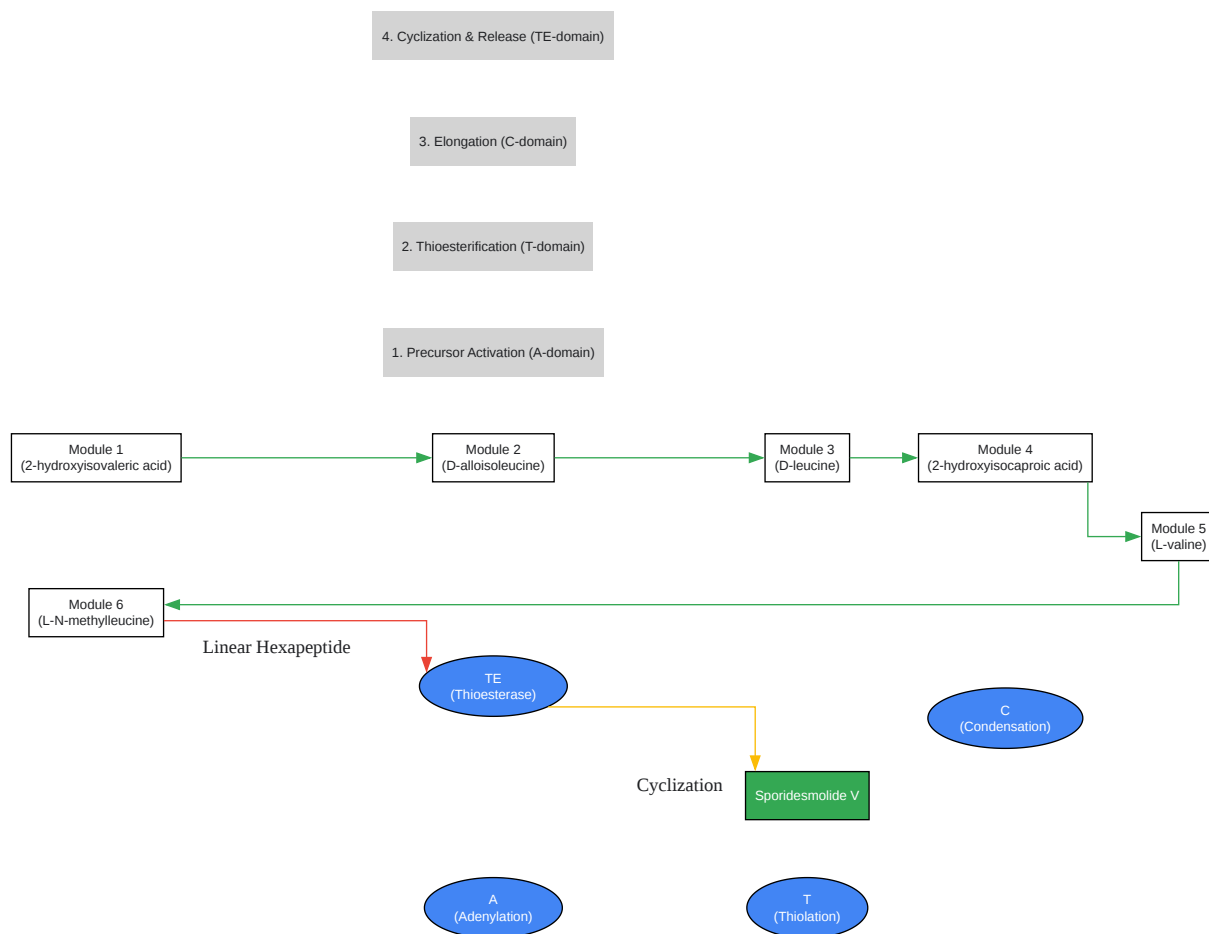 4. Cyclization & Release (TE-domain)
3. Elongation (C-domain)
2. Thioesterification (T-domain)
1. Precursor Activation (A-domain)
Module 1
(2-hydroxyisovaleric acid)
Module 2
(D-alloisoleucine)
Module 3
(D-leucine)
Module 4
(2-hydroxyisocaproic acid)
Module 5
(L-valine)
Module 6
(L-N-methylleucine)
Linear Hexapeptide
TE
(Thioesterase)
C
(Condensation)
Cyclization
Sporidesmolide V
A
(Adenylation)
T
(Thiolation)